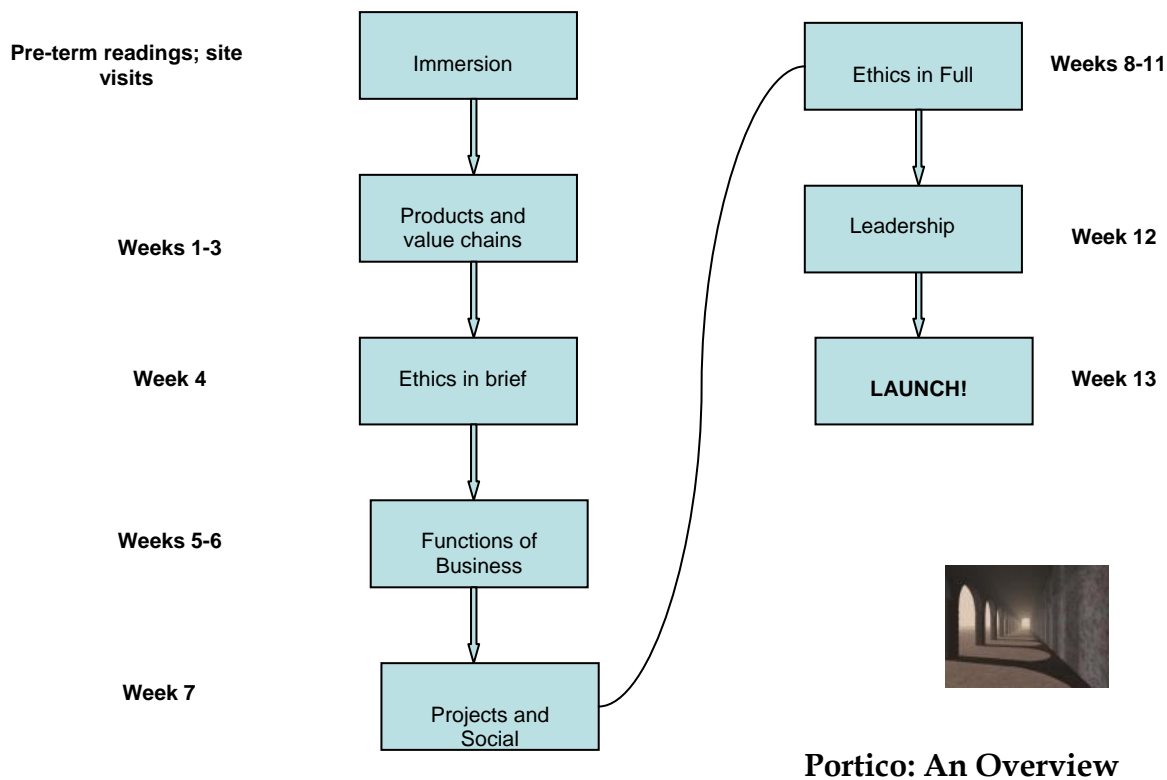 Pre-term readings; site
visits
Immersion
Weeks 1-3
Products and
value chains
Week 4
Ethics in brief
Weeks 5-6
Functions of
Business
Week 7
Projects and
Social
Ethics in Full
Weeks 8-11
Leadership
Week 12
LAUNCH!
Week 13
Portico: An Overview